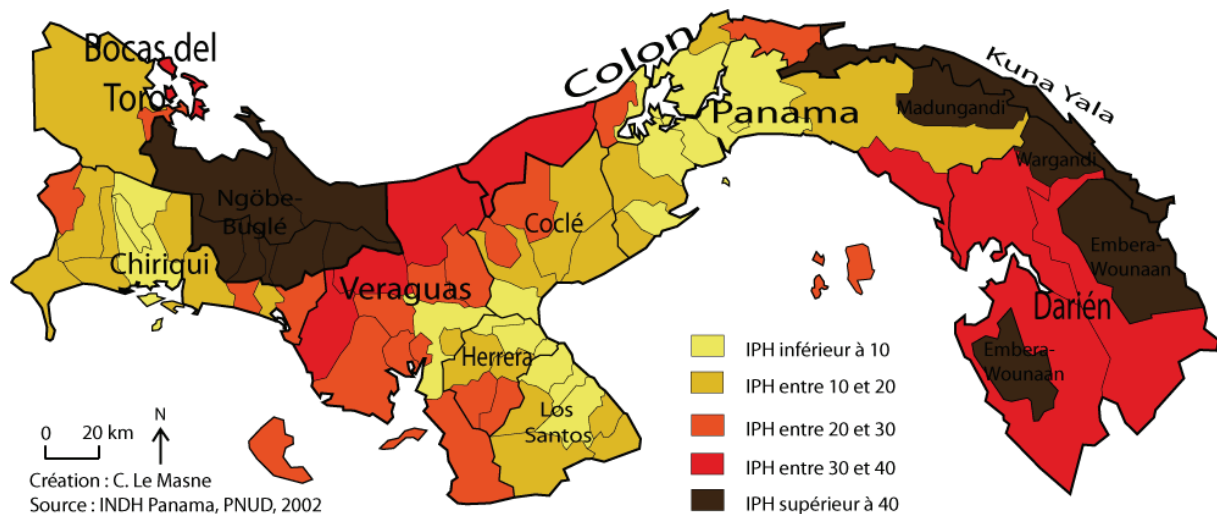 Bocas del
Toro
Colon
Kuna Yala
Panama
Madungandi
Wargandi
Ngöbe-
Buglé
Coclé
Chiriqui
Veraguas
Embera-
Wounaan
Darién
Herrera
Embera-
Wounaan
Los
Santos
IPH inférieur à 10
IPH entre 10 et 20
IPH entre 20 et 30
IPH entre 30 et 40
IPH supérieur à 40
0 20 km
N
Création : C. Le Masne
Source : INDH Panama, PNUD, 2002